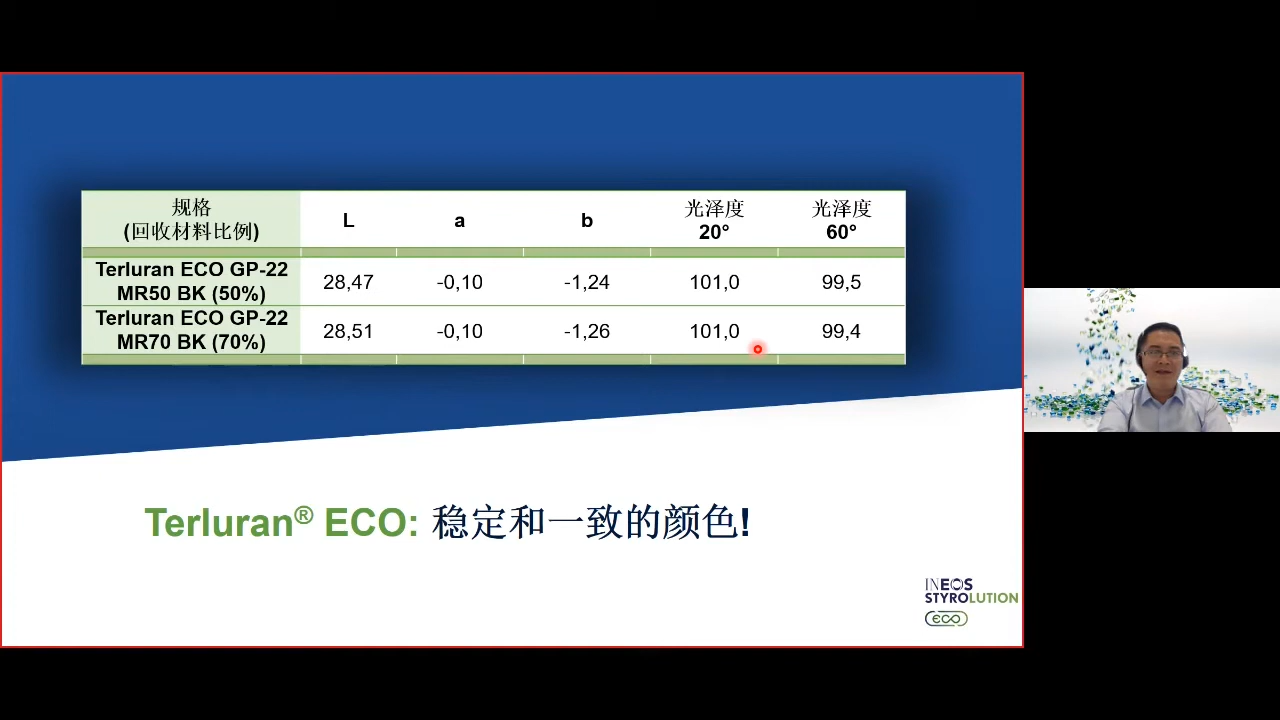 规格
(回收材料比例)
L
a
b
光泽度
20°
光泽度
60°
Terluran ECO GP-22
MR50 BK (50%)
28,47
-0,10
-1,24
101,0
99,5
Terluran ECO GP-22
MR70 BK (70%)
28,51
-0,10
-1,26
101,0
99,4
Terluran® ECO: 稳定和一致的颜色!
INEOS
STYROLUTION
eco